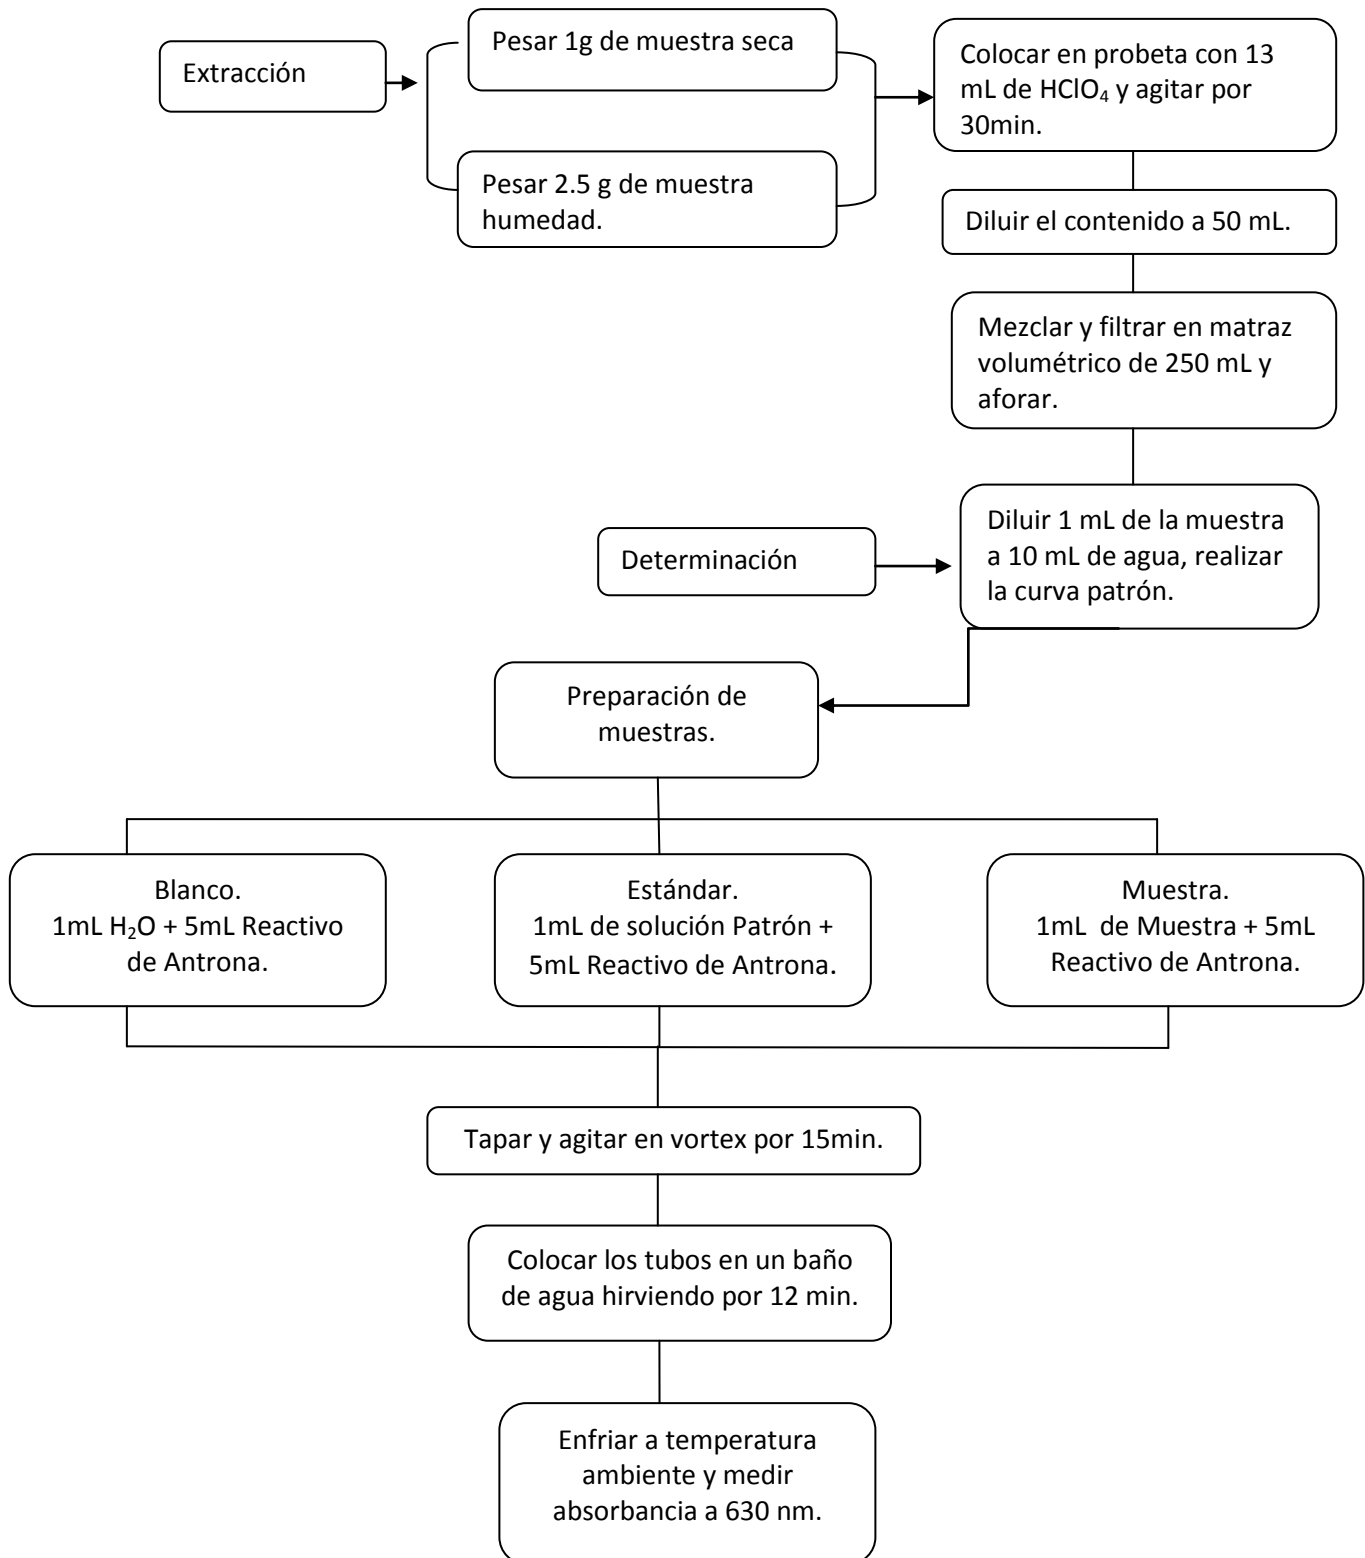 Extracción
Pesar 1g de muestra seca
Pesar 2.5 g de muestra
humedad.
Colocar en probeta con 13
mL de HClO₄ y agitar por
30min.
Diluir el contenido a 50 mL.
Mezclar y filtrar en matraz
volumétrico de 250 mL y
aforar.
Determinación
Diluir 1 mL de la muestra
a 10 mL de agua, realizar
la curva patrón.
Preparación de
muestras.
Blanco.
1mL H₂O + 5mL Reactivo
de Antrona.
Estándar.
1mL de solución Patrón +
5mL Reactivo de Antrona.
Muestra.
1mL de Muestra + 5mL
Reactivo de Antrona.
Tapar y agitar en vortex por 15min.
Colocar los tubos en un baño
de agua hirviendo por 12 min.
Enfriar a temperatura
ambiente y medir
absorbancia a 630 nm.